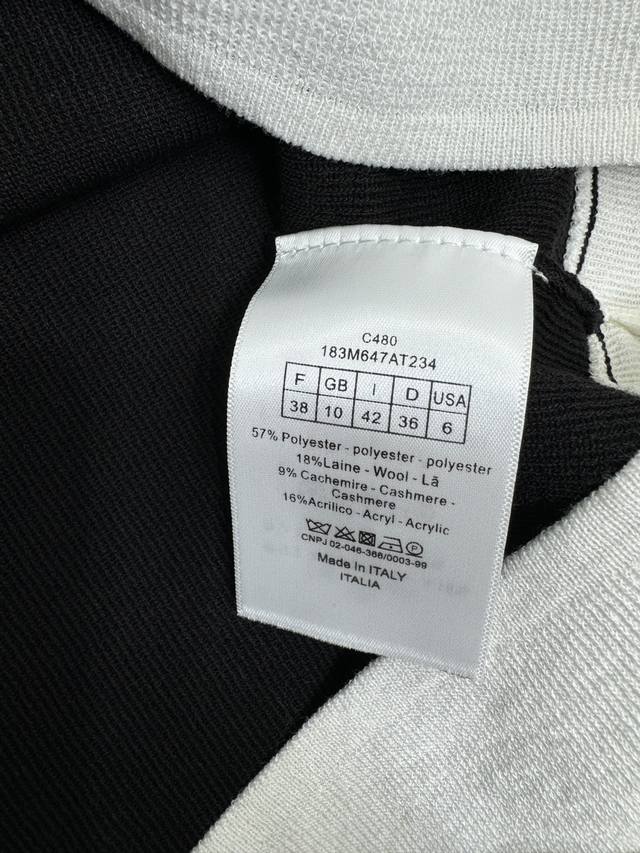 C480
183M647AT234
F GB I D USA
38 10 42 36 6
57% Polyester - polyester - polyester
18%Laine - Wool - Lã
9% Cachemire - Cashmere -
Cashmere
16%Acrilico - Acryl - Acrylic
CNPJ 02-046-366/0003-99
Made In ITALY
ITALIA